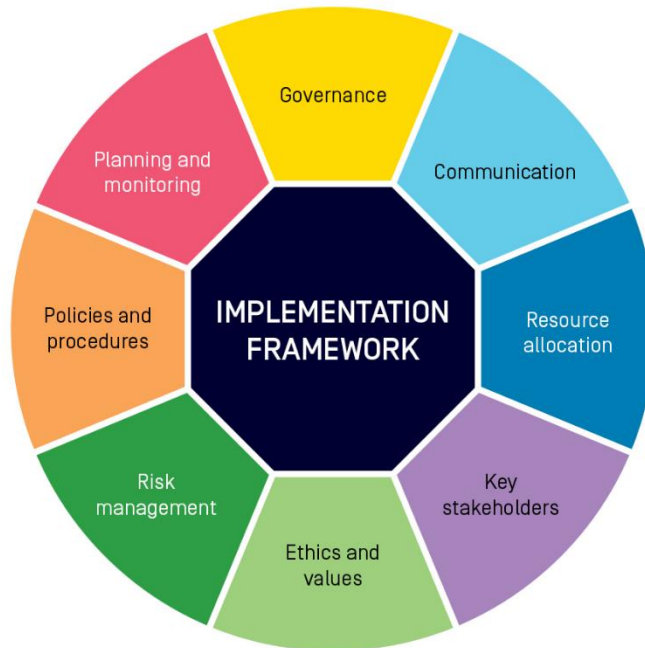 Governance
Communication
Resource
allocation
Key
stakeholders
Ethics and
values
Risk
management
Policies and
procedures
Planning and
monitoring
IMPLEMENTATION
FRAMEWORK